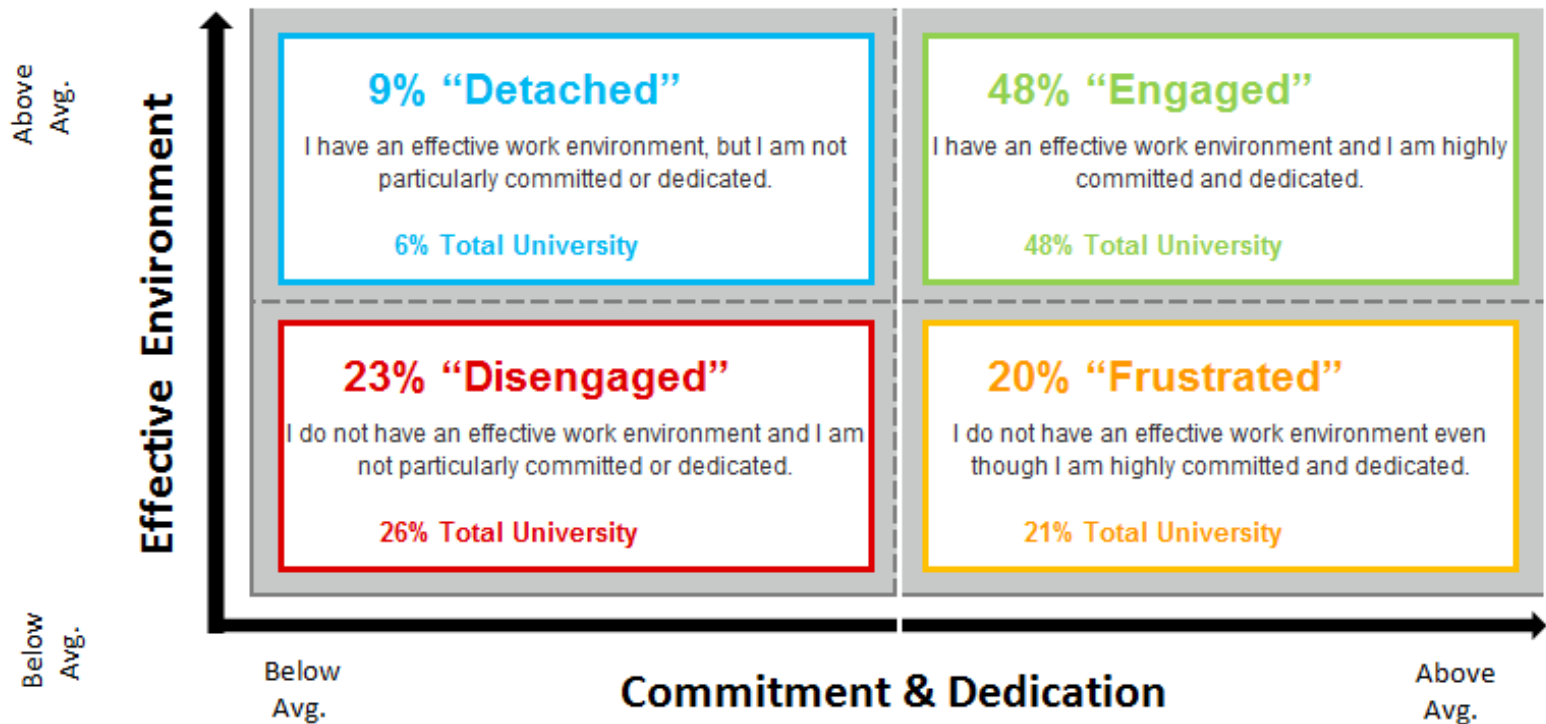 Above
Avg.
Effective Environment
Below
Avg.
9% “Detached”
I have an effective work environment, but I am not
particularly committed or dedicated.
6% Total University
48% “Engaged”
I have an effective work environment and I am highly
committed and dedicated.
48% Total University
23% “Disengaged”
I do not have an effective work environment and I am
not particularly committed or dedicated.
26% Total University
20% “Frustrated”
I do not have an effective work environment even
though I am highly committed and dedicated.
21% Total University
Below
Avg.
Commitment & Dedication
Above
Avg.